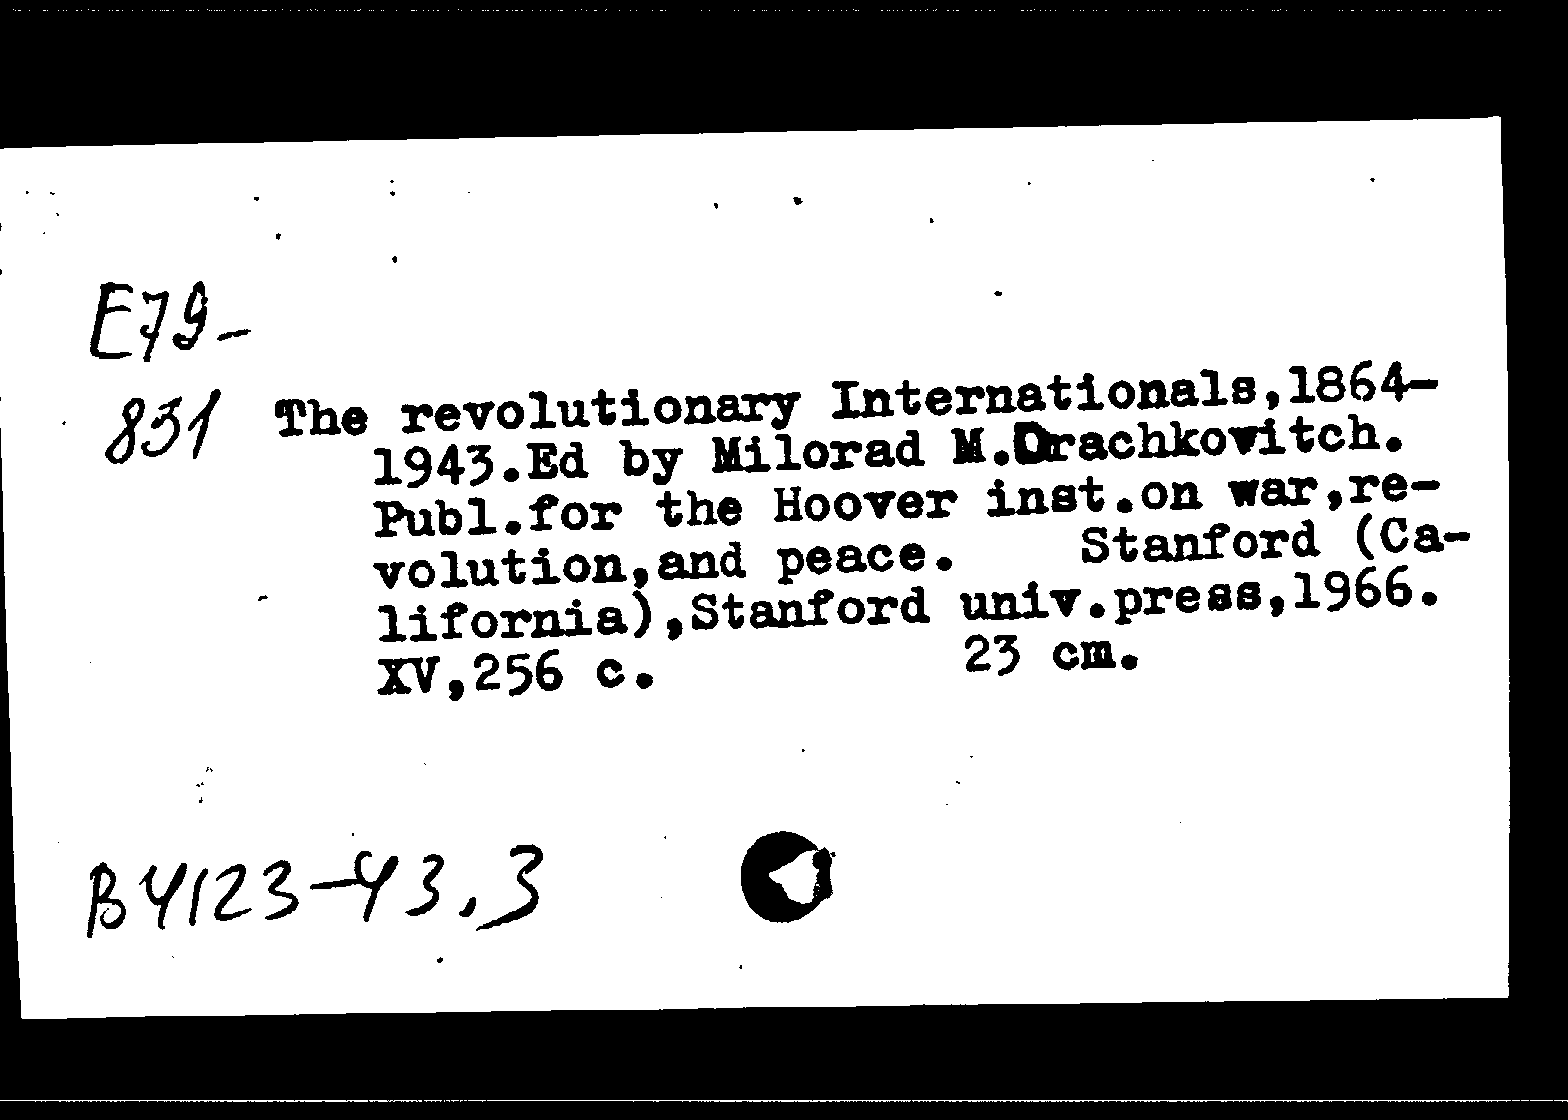 E79-
831 The revolutionary Internationals,1864-
1943.Ed by Milorad M.Drachkovitch.
Publ.for the Hoover inst.on war,re-
volution,and peace. Stanford (Ca-
lifornia),Stanford univ.press,1966.
XV,256 c. 23 cm.
B4123-43,3